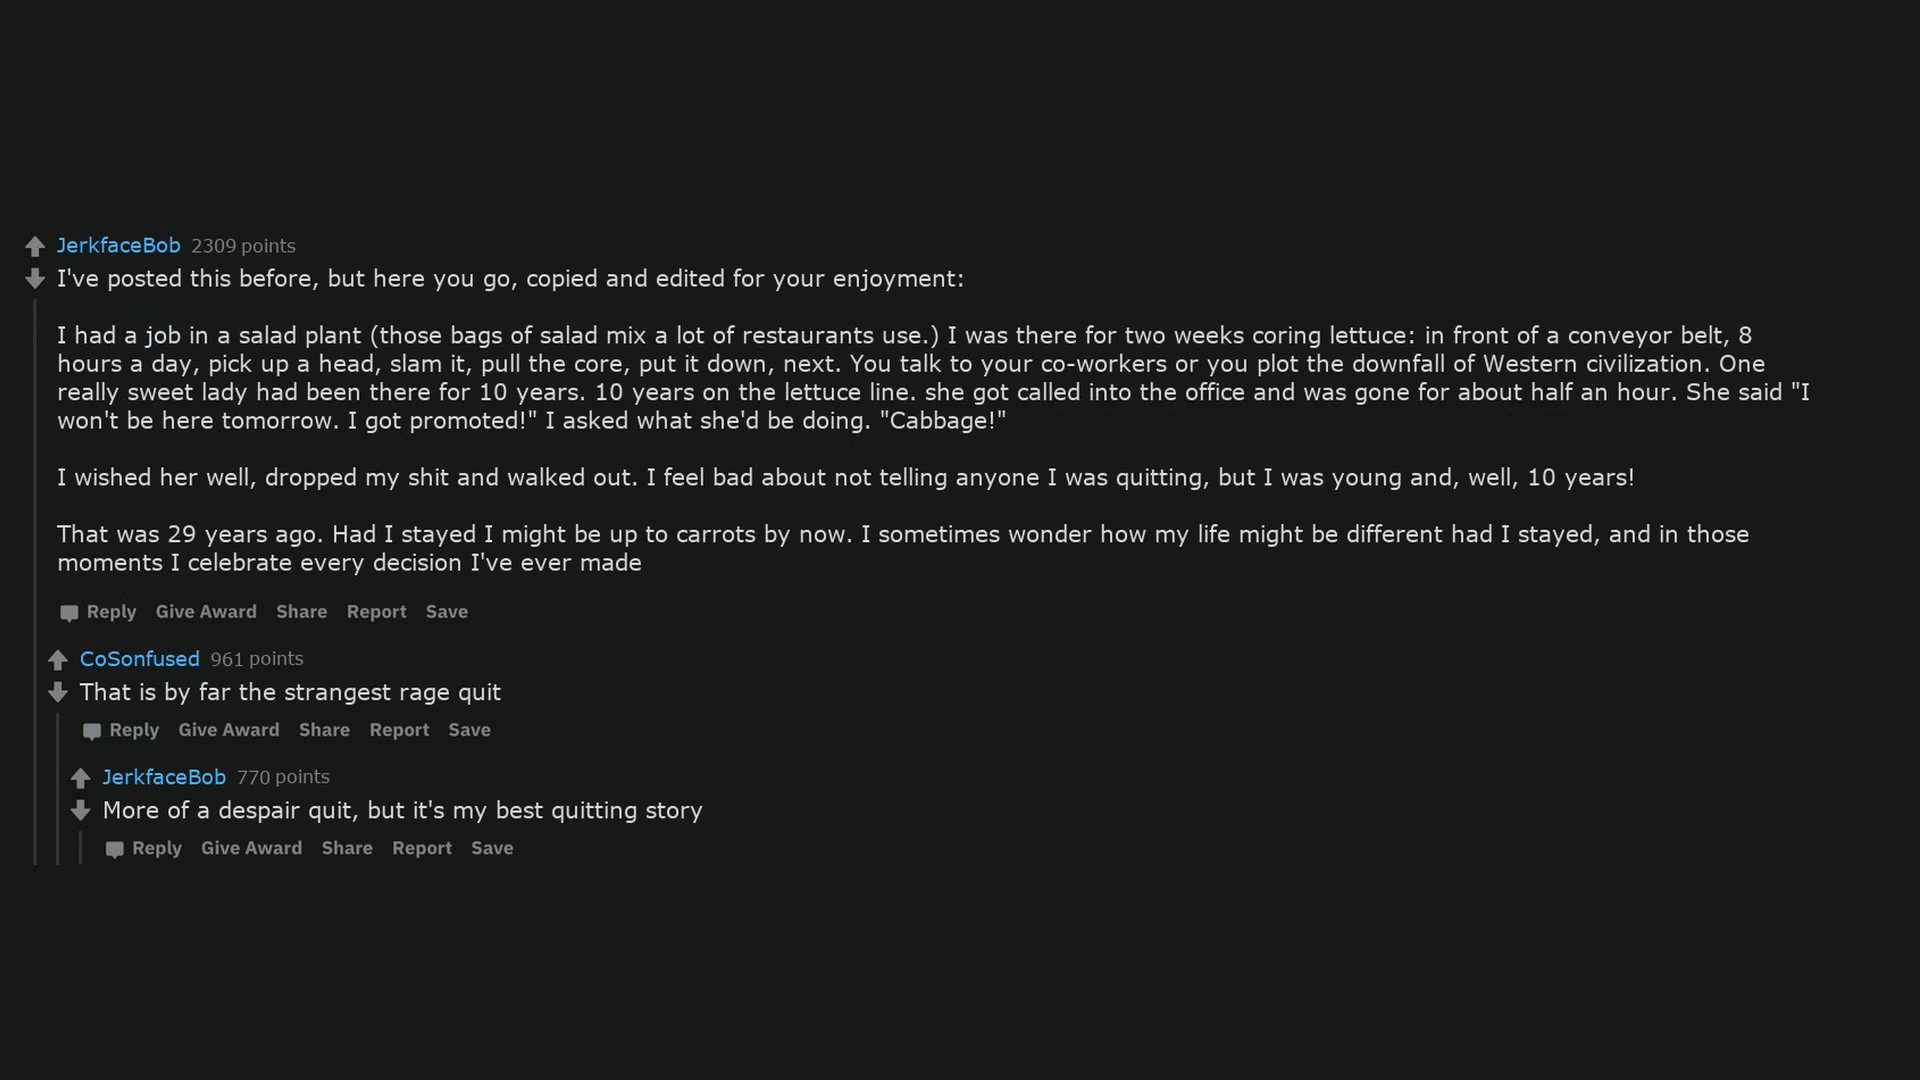 JerkfaceBob 2309 points
I've posted this before, but here you go, copied and edited for your enjoyment:
I had a job in a salad plant (those bags of salad mix a lot of restaurants use.) I was there for two weeks coring lettuce: in front of a conveyor belt, 8
hours a day, pick up a head, slam it, pull the core, put it down, next. You talk to your co-workers or you plot the downfall of Western civilization. One
really sweet lady had been there for 10 years. 10 years on the lettuce line. she got called into the office and was gone for about half an hour. She said "I
won't be here tomorrow. I got promoted!" I asked what she'd be doing. "Cabbage!"
I wished her well, dropped my shit and walked out. I feel bad about not telling anyone I was quitting, but I was young and, well, 10 years!
That was 29 years ago. Had I stayed I might be up to carrots by now. I sometimes wonder how my life might be different had I stayed, and in those
moments I celebrate every decision I've ever made
Reply Give Award Share Report Save
CoSonfused 961 points
That is by far the strangest rage quit
Reply Give Award Share Report Save
JerkfaceBob 770 points
More of a despair quit, but it's my best quitting story
Reply Give Award Share Report Save